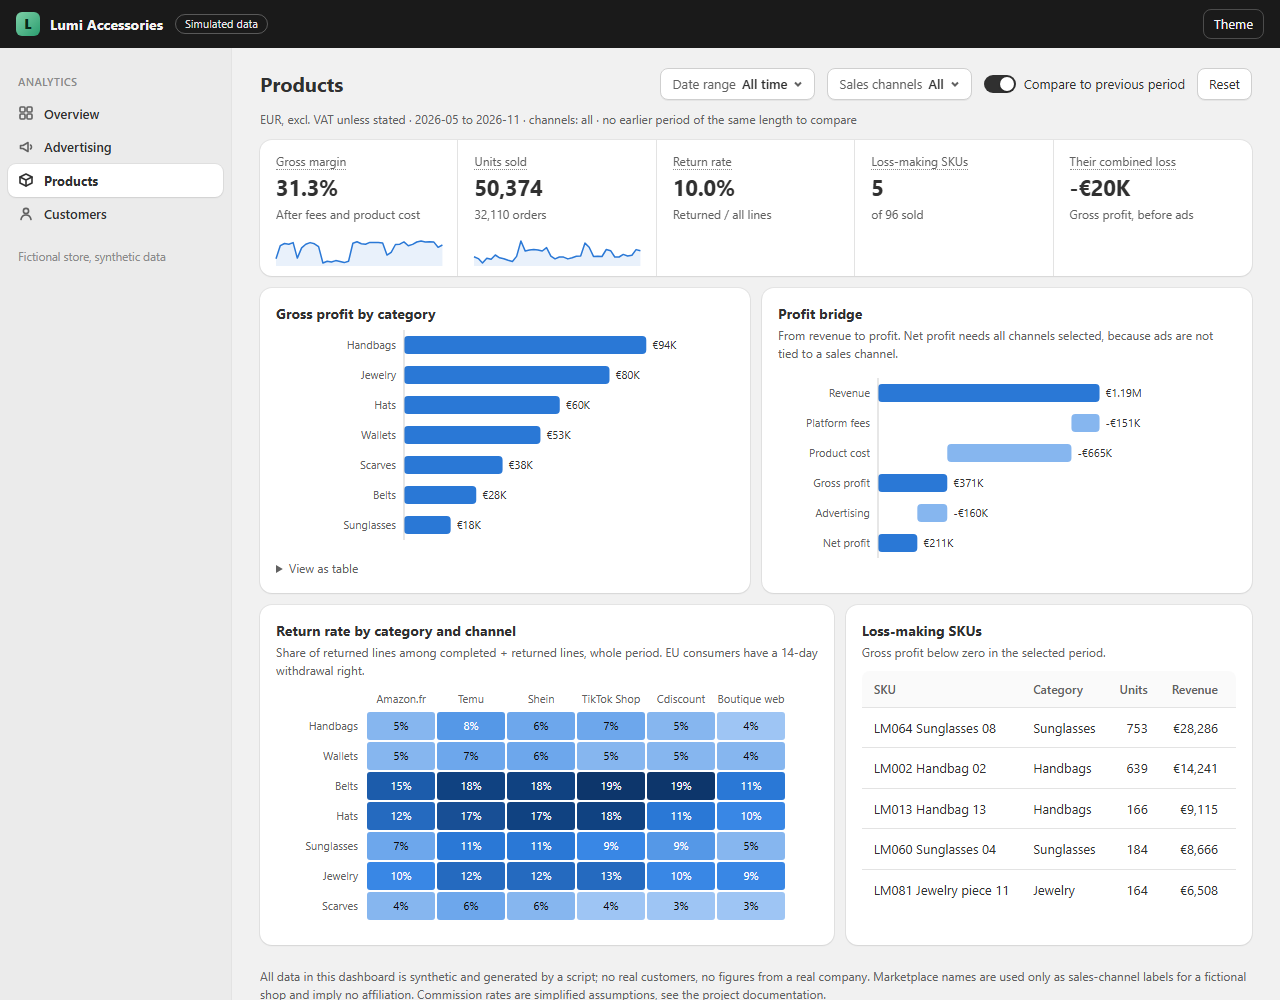 L Lumi Accessories Simulated data Theme
ANALYTICS
Overview
Advertising
Products
Customers
Fictional store, synthetic data
Products
Date range All time
Sales channels All
Compare to previous period
Reset
EUR, excl. VAT unless stated · 2026-05 to 2026-11 · channels: all · no earlier period of the same length to compare
Gross margin
31.3%
After fees and product cost
Units sold
50,374
32,110 orders
Return rate
10.0%
Returned / all lines
Loss-making SKUs
5
of 96 sold
Their combined loss
-€20K
Gross profit, before ads
Gross profit by category
Handbags €94K
Jewelry €80K
Hats €60K
Wallets €53K
Scarves €38K
Belts €28K
Sunglasses €18K
View as table
Profit bridge
From revenue to profit. Net profit needs all channels selected, because ads are not
tied to a sales channel.
Revenue €1.19M
Platform fees -€151K
Product cost -€665K
Gross profit €371K
Advertising -€160K
Net profit €211K
Return rate by category and channel
Share of returned lines among completed + returned lines, whole period. EU consumers have a 14-day
withdrawal right.
Amazon.fr Temu Shein TikTok Shop Cdiscount Boutique web
Handbags 5% 8% 6% 7% 5% 4%
Wallets 5% 7% 6% 5% 5% 4%
Belts 15% 18% 18% 19% 19% 11%
Hats 12% 17% 17% 18% 11% 10%
Sunglasses 7% 11% 11% 9% 9% 5%
Jewelry 10% 12% 12% 13% 10% 9%
Scarves 4% 6% 6% 4% 3% 3%
Loss-making SKUs
Gross profit below zero in the selected period.
SKU Category Units Revenue
LM064 Sunglasses 08 Sunglasses 753 €28,286
LM002 Handbag 02 Handbags 639 €14,241
LM013 Handbag 13 Handbags 166 €9,115
LM060 Sunglasses 04 Sunglasses 184 €8,666
LM081 Jewelry piece 11 Jewelry 164 €6,508
All data in this dashboard is synthetic and generated by a script; no real customers, no figures from a real company. Marketplace names are used only as sales-channel labels for a fictional
shop and imply no affiliation. Commission rates are simplified assumptions, see the project documentation.